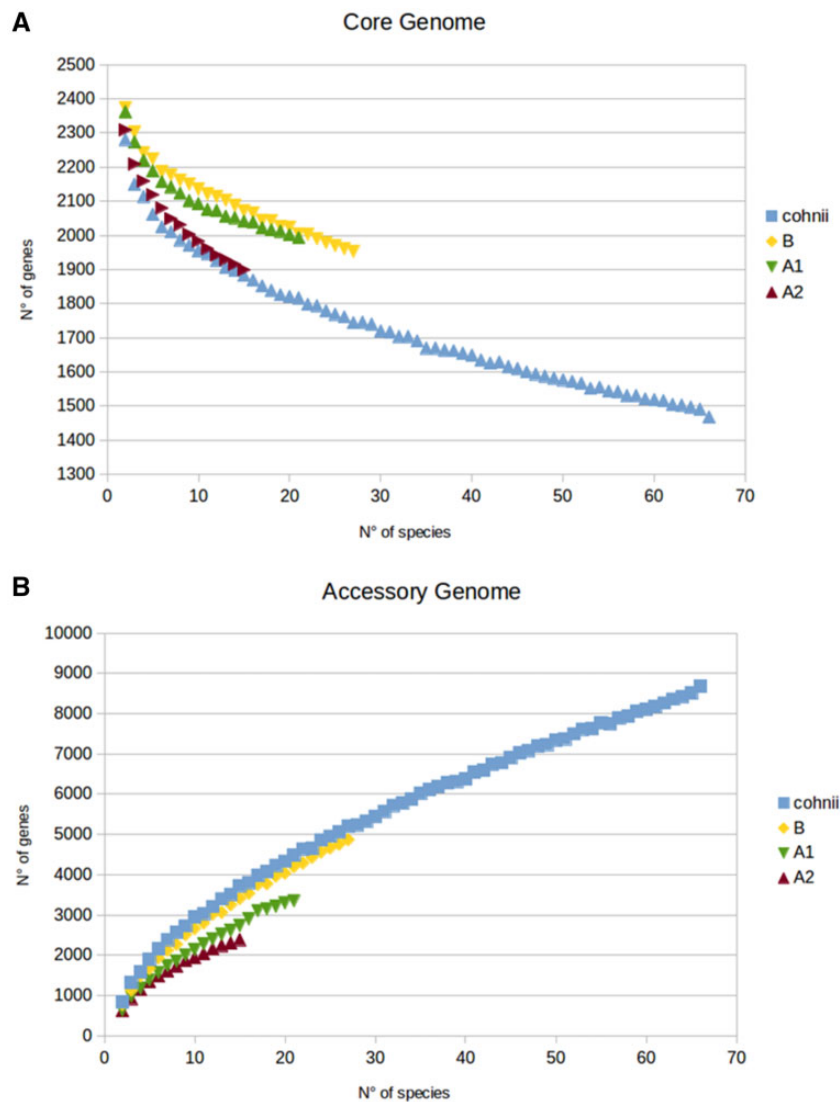 A
Core Genome
N° of genes
2500
2400
2300
2200
2100
2000
1900
1800
1700
1600
1500
1400
1300
0 10 20 30 40 50 60 70
N° of species
cohnii
B
A1
A2
B
Accessory Genome
N° of genes
10000
9000
8000
7000
6000
5000
4000
3000
2000
1000
0
0 10 20 30 40 50 60 70
N° of species
cohnii
B
A1
A2